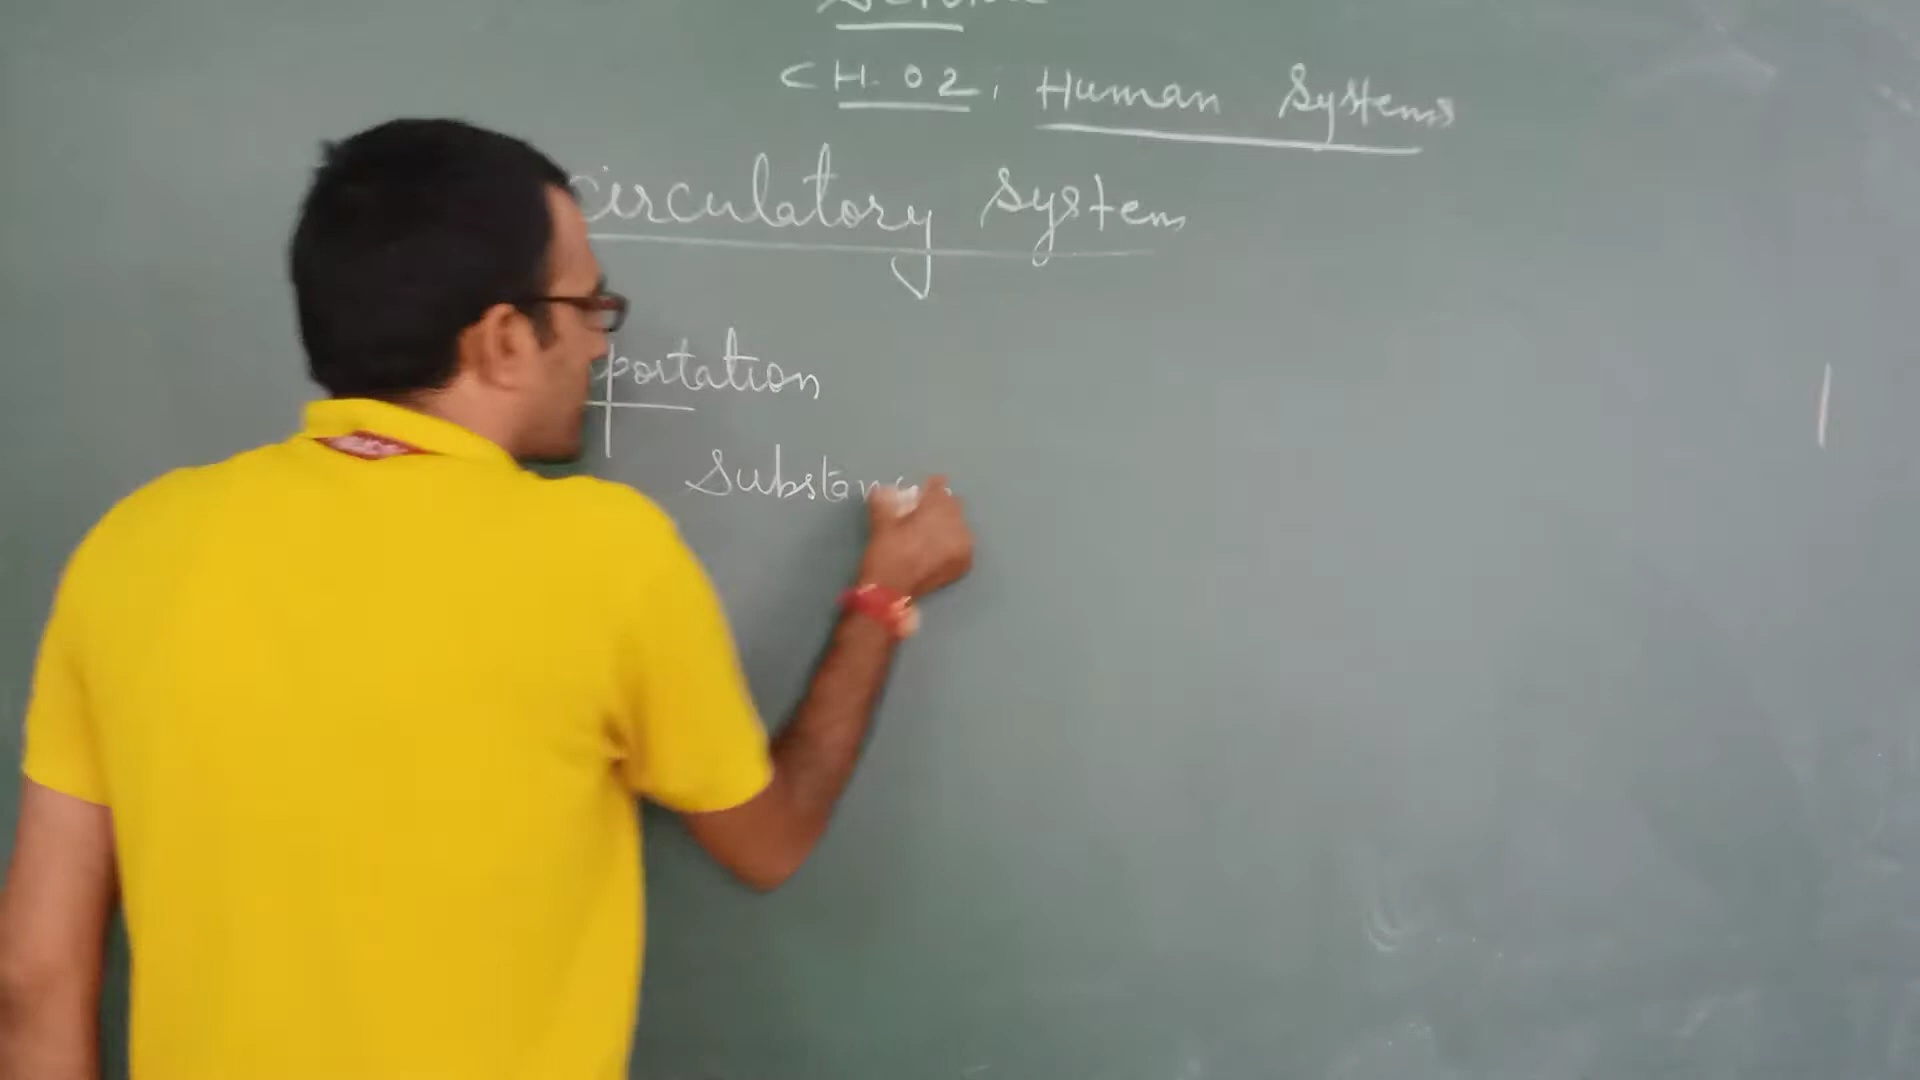 CH.02: Human Systems
circulatory system
portation
Substan